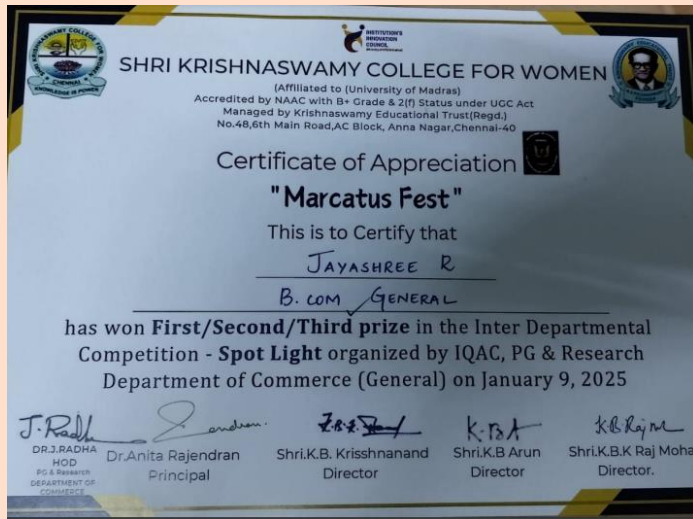 INSTITUTION'S
INNOVATION
COUNCIL
SHRI KRISHNASWAMY COLLEGE FOR WOMEN
CHENNAI
KNOWLEDGE IS POWER
(Affiliated to (University of Madras)
Accredited by NAAC with B+ Grade & 2(f) Status under UGC Act
Managed by Krishnaswamy Educational Trust(Regd.)
No.48,6th Main Road,AC Block, Anna Nagar,Chennai-40
Certificate of Appreciation
"Marcatus Fest"
This is to Certify that
JAYASHREE R
B. COM GENERAL
has won First/Second/Third prize in the Inter Departmental
Competition - Spot Light organized by IQAC, PG & Research
Department of Commerce (General) on January 9, 2025
J. Radha
K.B.A
DR.J.RADHA
HOD
PG & Research
DEPARTMENT OF
COMMERCE
Dr.Anita Rajendran
Principal
Shri.K.B. Krisshnanand
Director
Shri.K.B Arun
Director
Shri.K.B.K Raj Moha
Director.